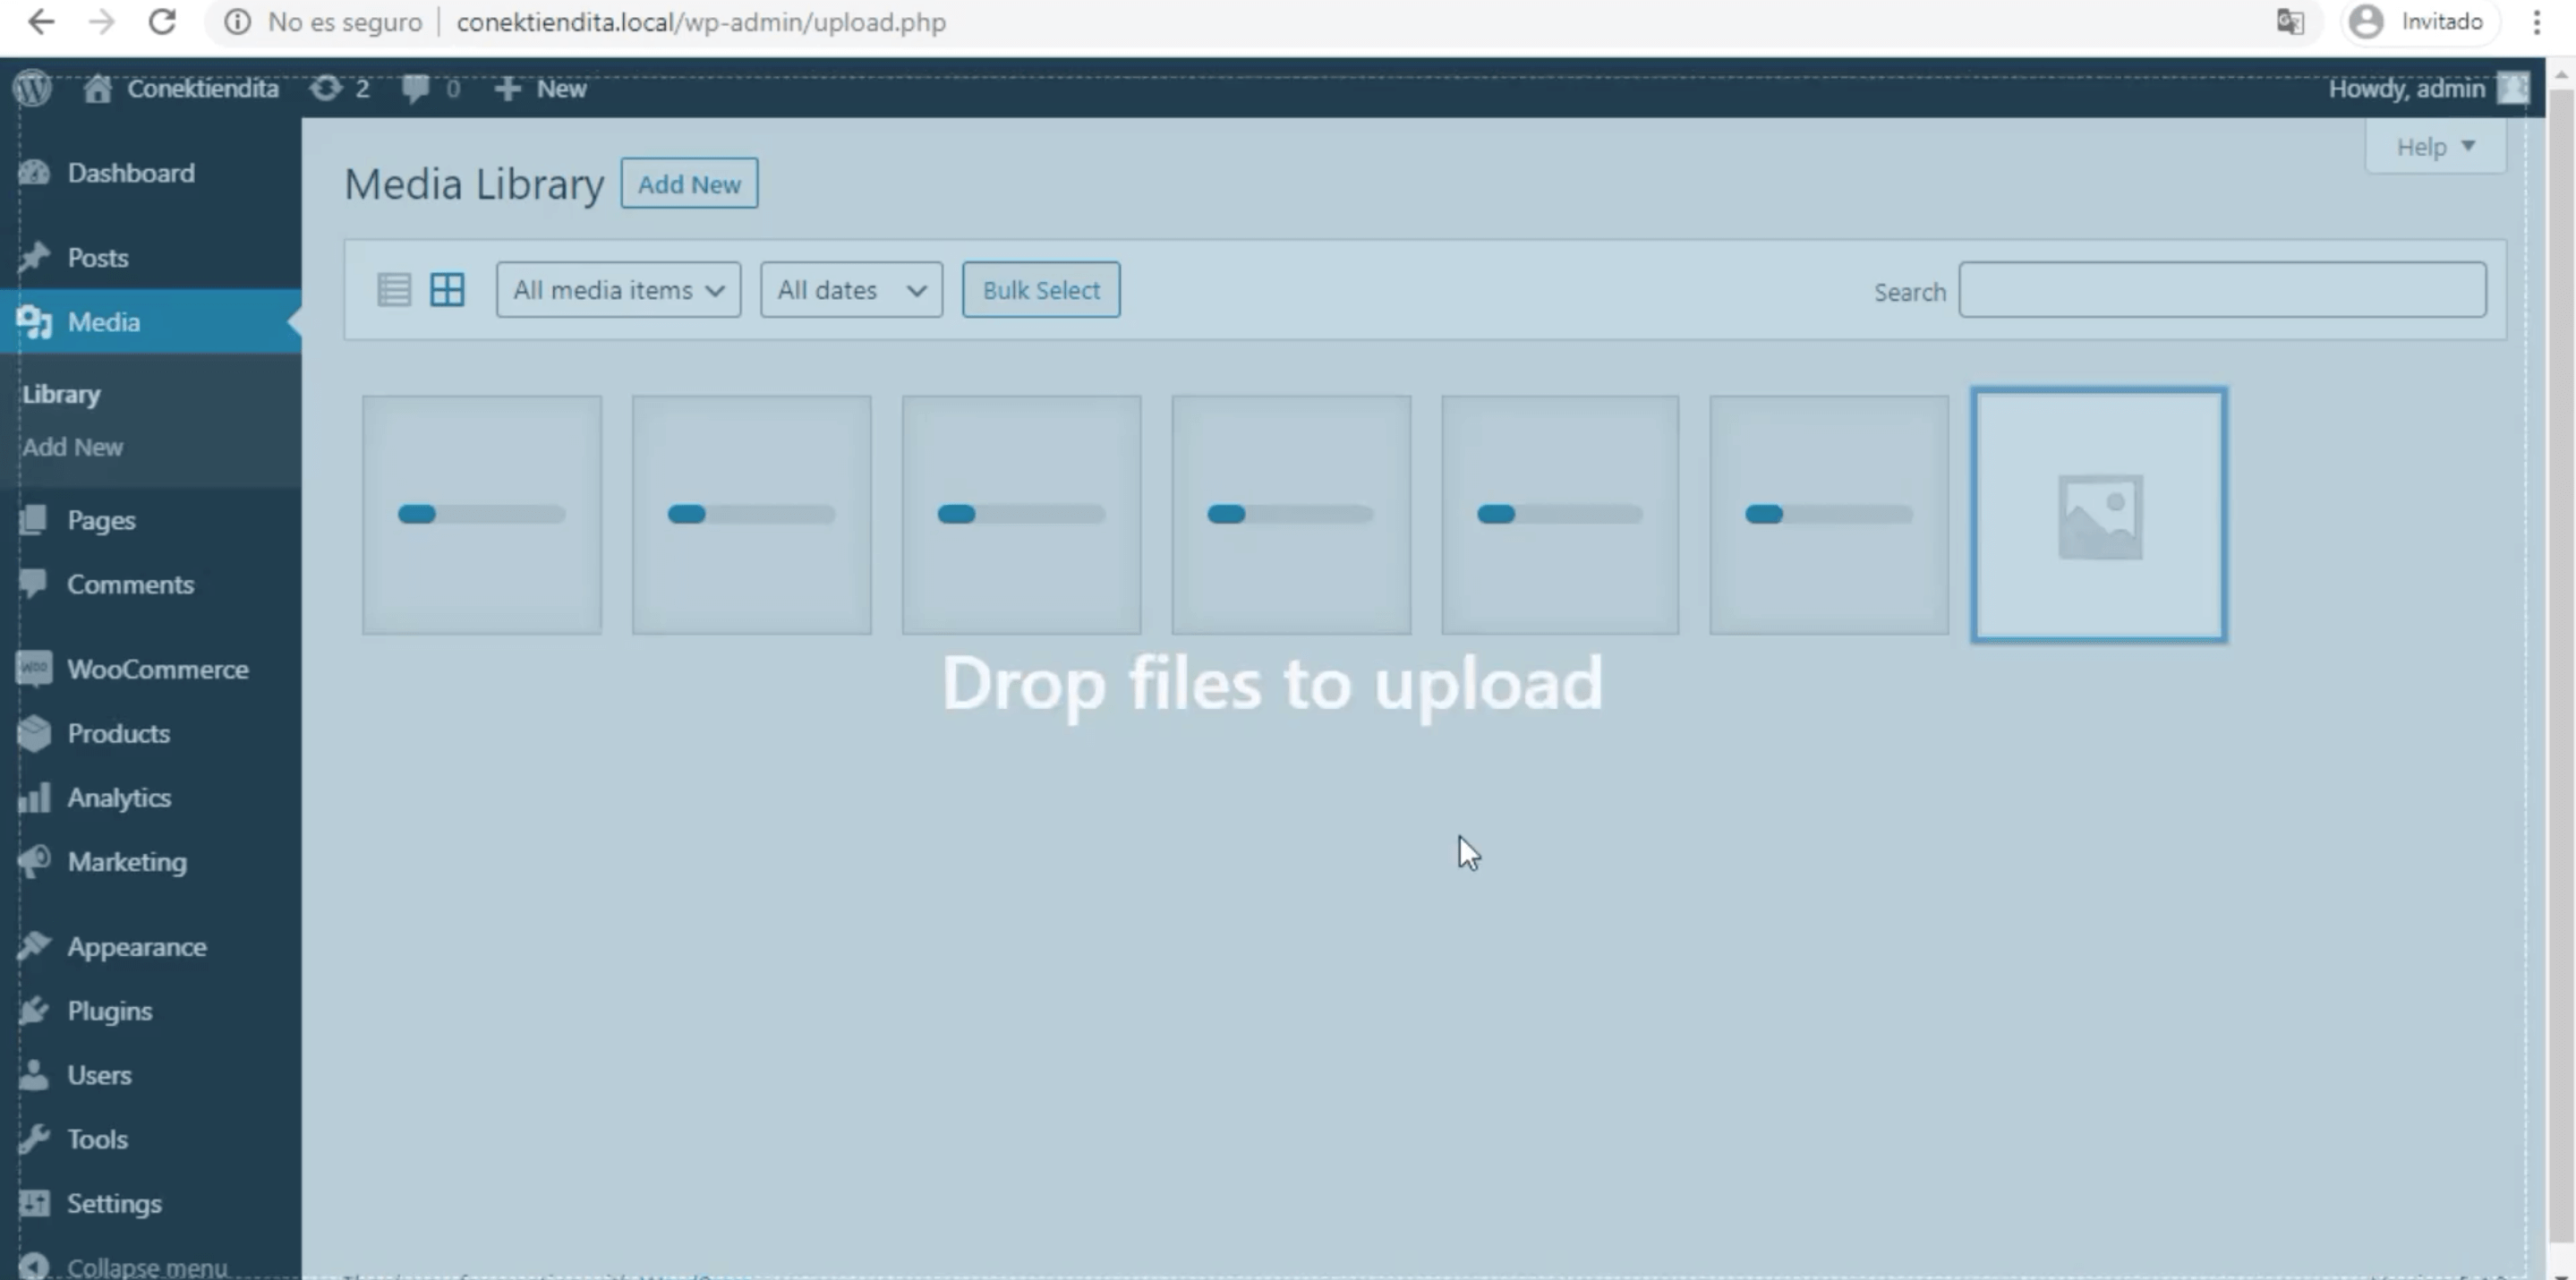 No es seguro conektiendita.local/wp-admin/upload.php Invitado
Conektiendita 2 0 New Howdy, admin
Help
Media Library Add New
All media items All dates Bulk Select Search
Dashboard
Posts
Media
Library
Add New
Pages
Comments
WooCommerce
Products
Analytics
Marketing
Appearance
Plugins
Users
Tools
Settings
Collapse menu
Drop files to upload